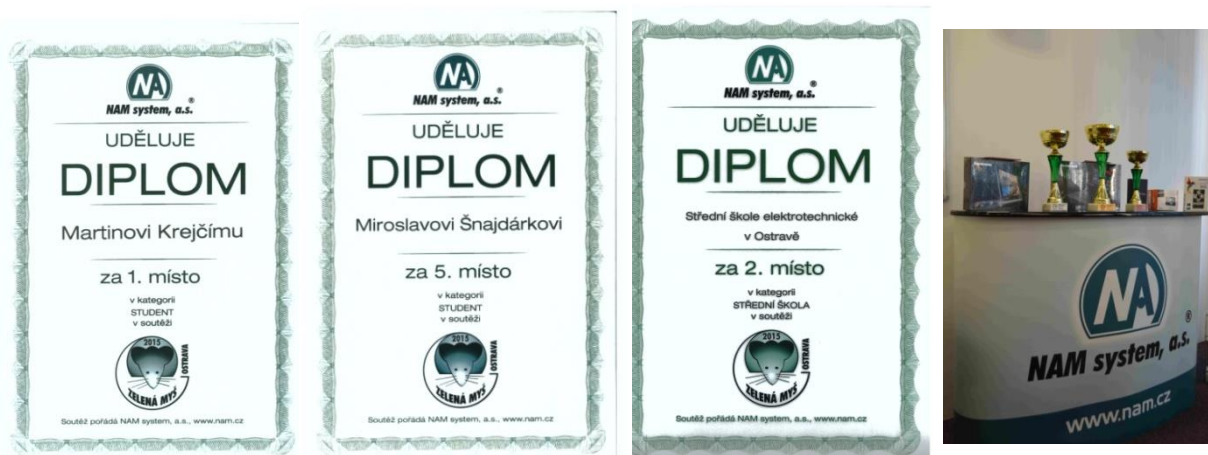 NA
NAM system, a.s.®
UDĚLUJE
DIPLOM
Martinovi Krejčímu
za 1. místo
v kategorii
STUDENT
v soutěži
2015
OSTRAVA
ZELENÁ MYŠ
Soutěž pořádá NAM system, a.s., www.nam.cz
NA
NAM system, a.s.®
UDĚLUJE
DIPLOM
Miroslavovi Šnajdárkovi
za 5. místo
v kategorii
STUDENT
v soutěži
2015
OSTRAVA
ZELENÁ MYŠ
Soutěž pořádá NAM system, a.s., www.nam.cz
NA
NAM system, a.s.®
UDĚLUJE
DIPLOM
Střední škole elektrotechnické
v Ostravě
za 2. místo
v kategorii
STŘEDNÍ ŠKOLA
v soutěži
2015
OSTRAVA
ZELENÁ MYŠ
Soutěž pořádá NAM system, a.s., www.nam.cz
NA
NAM system, a.s.®
www.nam.cz